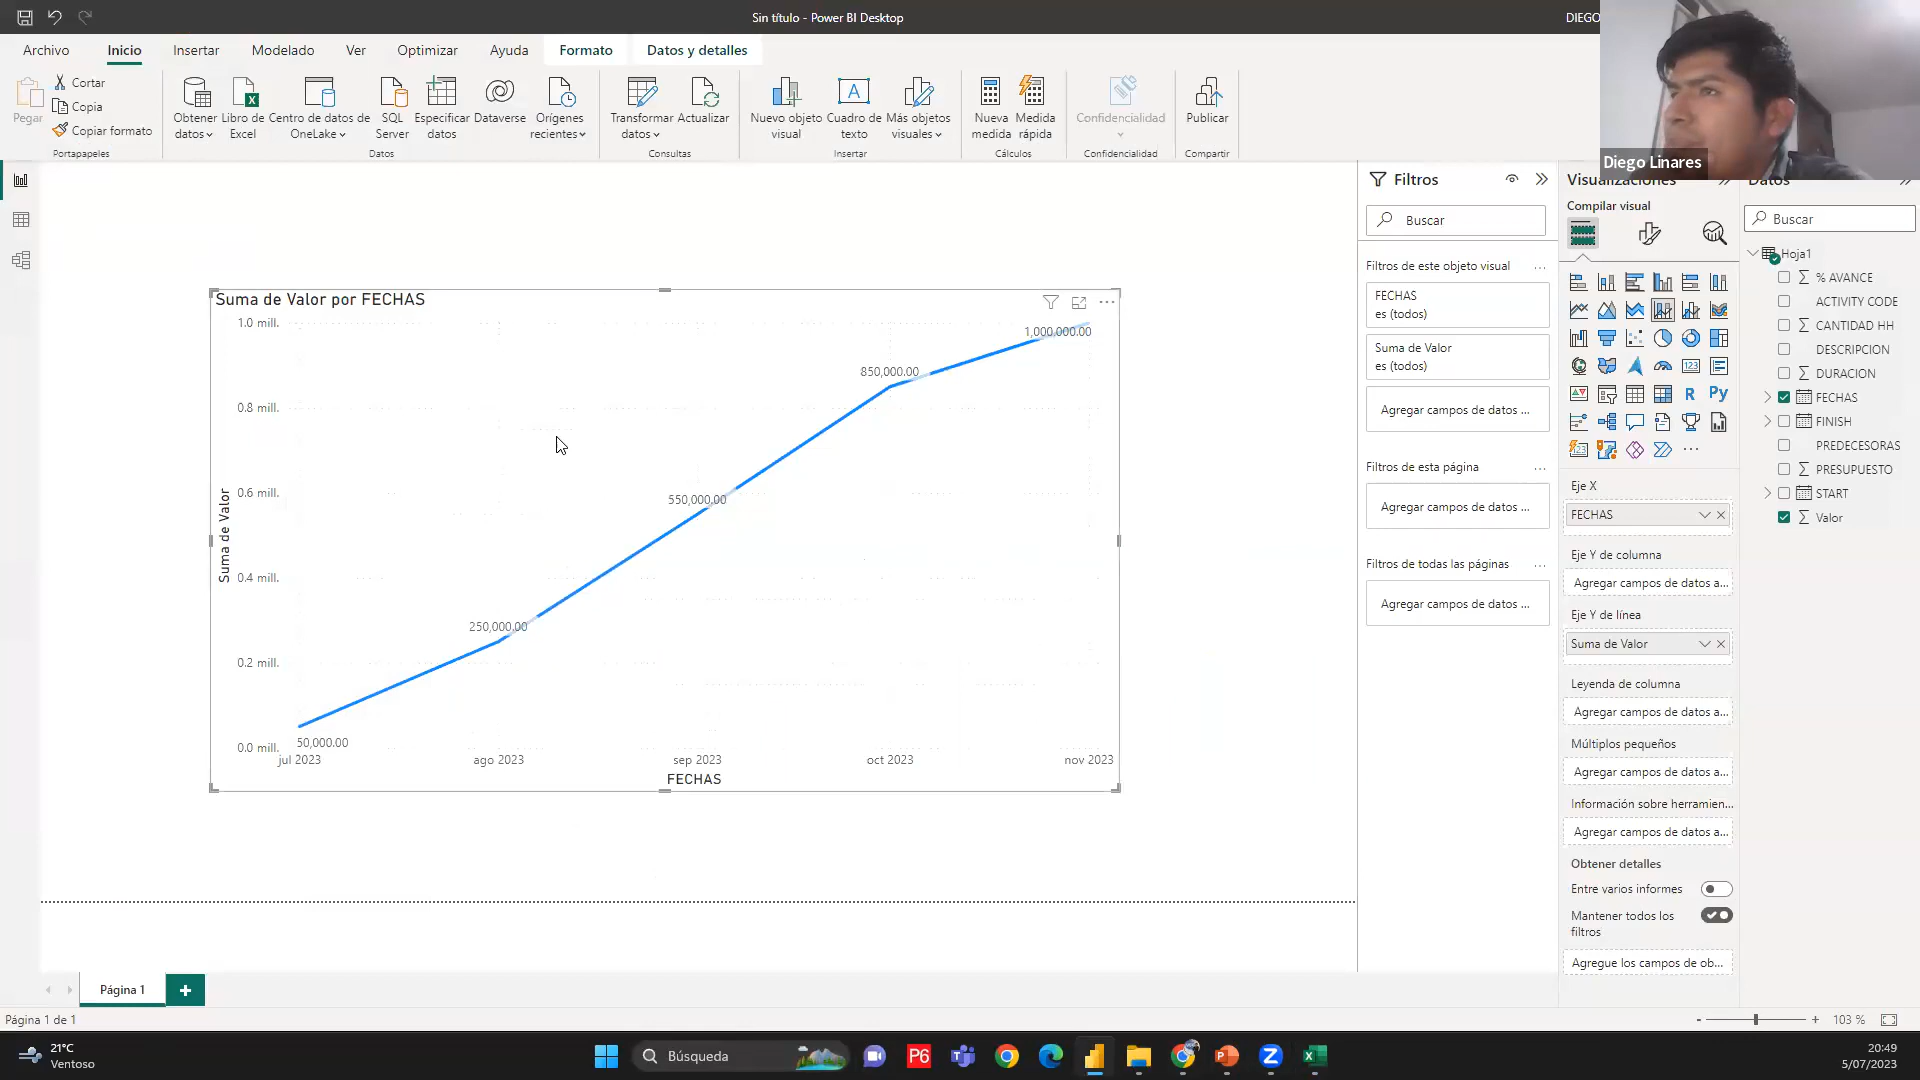 Sin título - Power BI Desktop
DIEGO
Archivo
Inicio
Insertar
Modelado
Ver
Optimizar
Ayuda
Formato
Datos y detalles
Pegar
Cortar
Copia
Copiar formato
Portapapeles
Obtener
datos
Libro de
Excel
Centro de datos de
OneLake
SQL
Server
Especificar
datos
Dataverse
Orígenes
recientes
Datos
Transformar
datos
Actualizar
Consultas
Nuevo objeto
visual
Cuadro de
texto
Más objetos
visuales
Insertar
Nueva
medida
Medida
rápida
Cálculos
Confidencialidad
Confidencialidad
Publicar
Compartir
Diego Linares
Suma de Valor por FECHAS
1.0 mill.
0.8 mill.
0.6 mill.
0.4 mill.
0.2 mill.
0.0 mill.
Suma de Valor
50,000.00
250,000.00
550,000.00
850,000.00
1,000,000.00
jul 2023
ago 2023
sep 2023
oct 2023
nov 2023
FECHAS
Filtros
Buscar
Filtros de este objeto visual
FECHAS
es (todos)
Suma de Valor
es (todos)
Agregar campos de datos ...
Filtros de esta página
Agregar campos de datos ...
Filtros de todas las páginas
Agregar campos de datos ...
Visualizaciones
Compilar visual
R
Py
123
Eje X
FECHAS
Eje Y de columna
Agregar campos de datos a...
Eje Y de línea
Suma de Valor
Leyenda de columna
Agregar campos de datos a...
Múltiplos pequeños
Agregar campos de datos a...
Información sobre herramien...
Agregar campos de datos a...
Obtener detalles
Entre varios informes
Mantener todos los
filtros
Agregue los campos de ob...
Datos
Buscar
Hoja1
% AVANCE
ACTIVITY CODE
CANTIDAD HH
DESCRIPCION
DURACION
FECHAS
FINISH
PREDECESORAS
PRESUPUESTO
START
Valor
Página 1
Página 1 de 1
103 %
21°C
Ventoso
Búsqueda
P6
20:49
5/07/2023